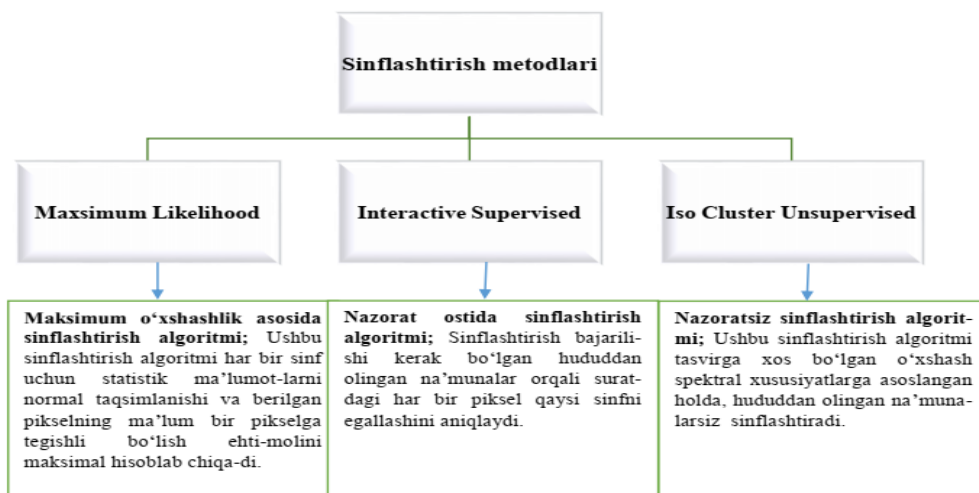 Sinflashtirish metodlari
Maxsimum Likelihood
Interactive Supervised
Iso Cluster Unsupervised
Maksimum o‘xshashlik asosida
sinflashtirish algoritmi; Ushbu
sinflashtirish algoritmi har bir sinf
uchun statistik ma’lumot-larni
normal taqsimlanishi va berilgan
pikselning ma’lum bir pikselga
tegishli bo‘lish ehti-molini
maksimal hisoblab chiqa-di.
Nazorat ostida sinflashtirish
algoritmi; Sinflashtirish bajarili-
shi kerak bo‘lgan hududdan
olingan na’munalar orqali surat-
dagi har bir piksel qaysi sinfni
egallashini aniqlaydi.
Nazoratsiz sinflashtirish algorit-
mi; Ushbu sinflashtirish algoritmi
tasvirga xos bo‘lgan o‘xshash
spektral xususiyatlarga asoslangan
holda, hududdan olingan na’muna-
larsiz sinflashtiradi.